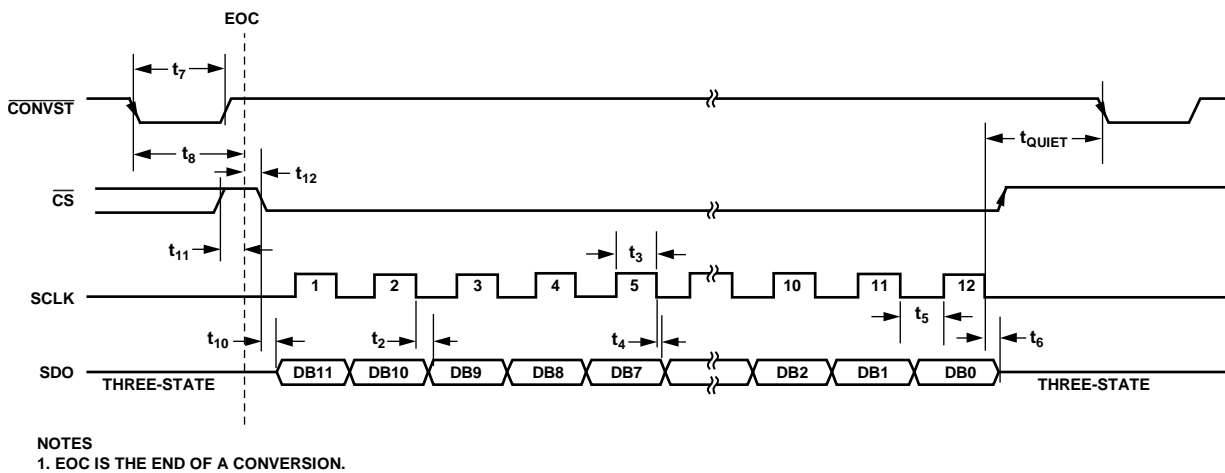 EOC
t7
CONVST
t8
tQUIET
t12
CS
t11
t3
SCLK
1 2 3 4 5 10 11 12
t10
t2
t4
t5
t6
SDO
THREE-STATE
DB11 DB10 DB9 DB8 DB7 DB2 DB1 DB0
THREE-STATE
NOTES
1. EOC IS THE END OF A CONVERSION.